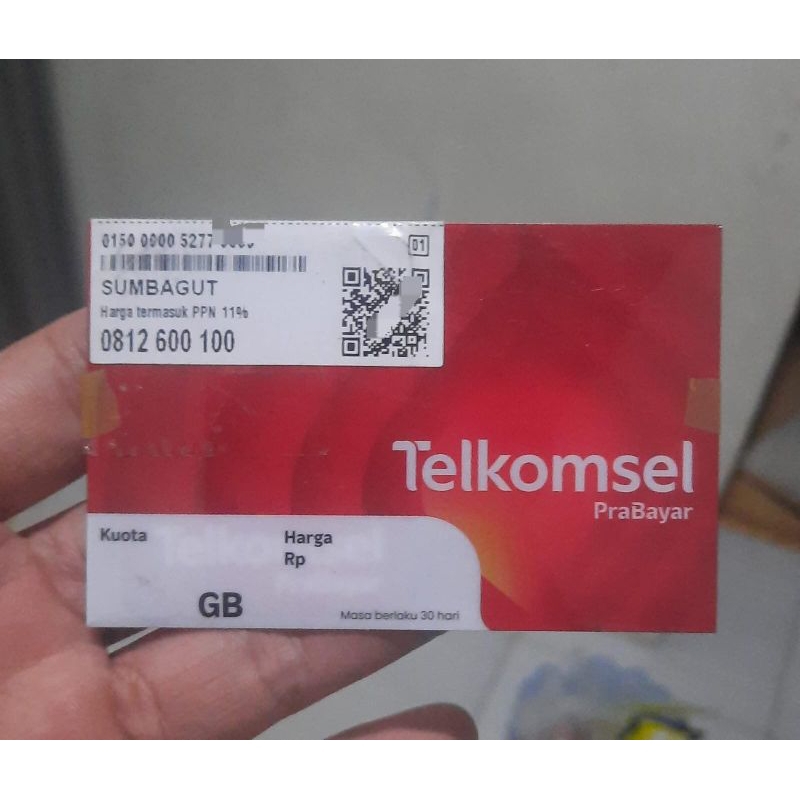 0150 0000 5277
01
SUMBAGUT
Harga termasuk PPN 11%
0812 600 100
Telkomsel
PraBayar
Kuota
Harga
Rp
GB
Masa berlaku 30 hari